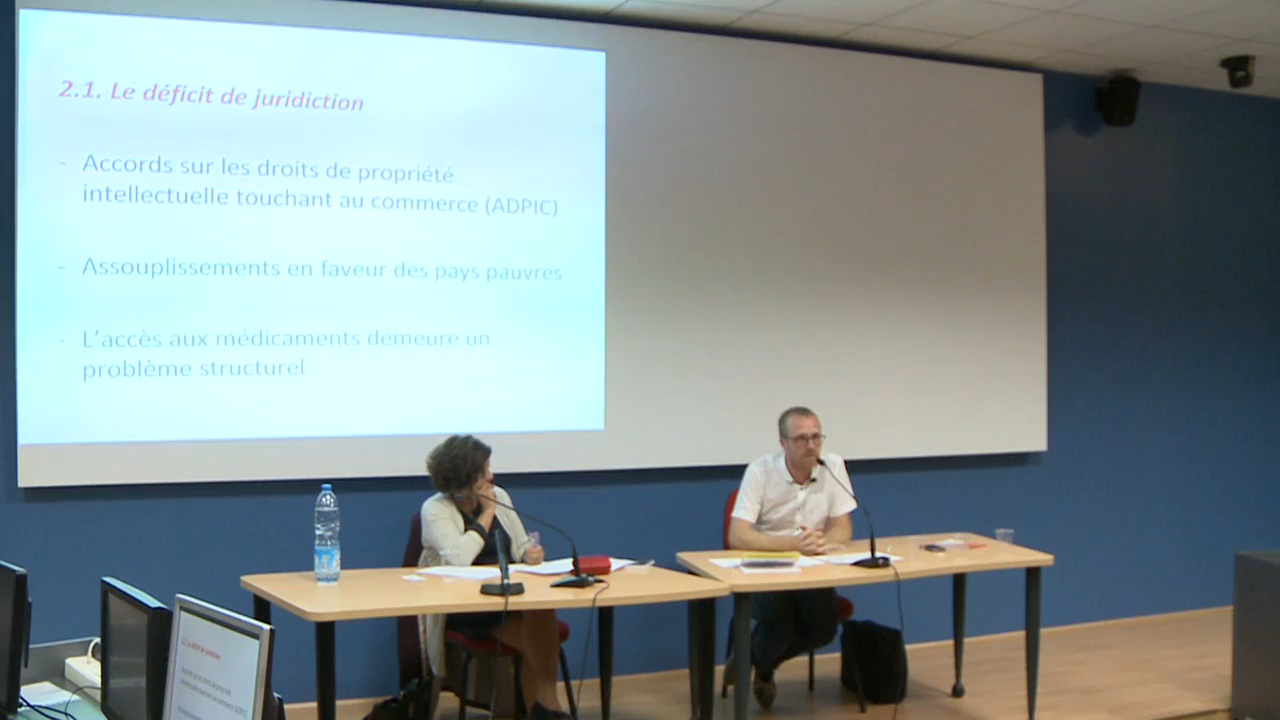 2.1. Le déficit de juridiction
- Accords sur les droits de propriété
intellectuelle touchant au commerce (ADPIC)
- Assouplissements en faveur des pays pauvres
- L'accès aux médicaments demeure un
problème structurel